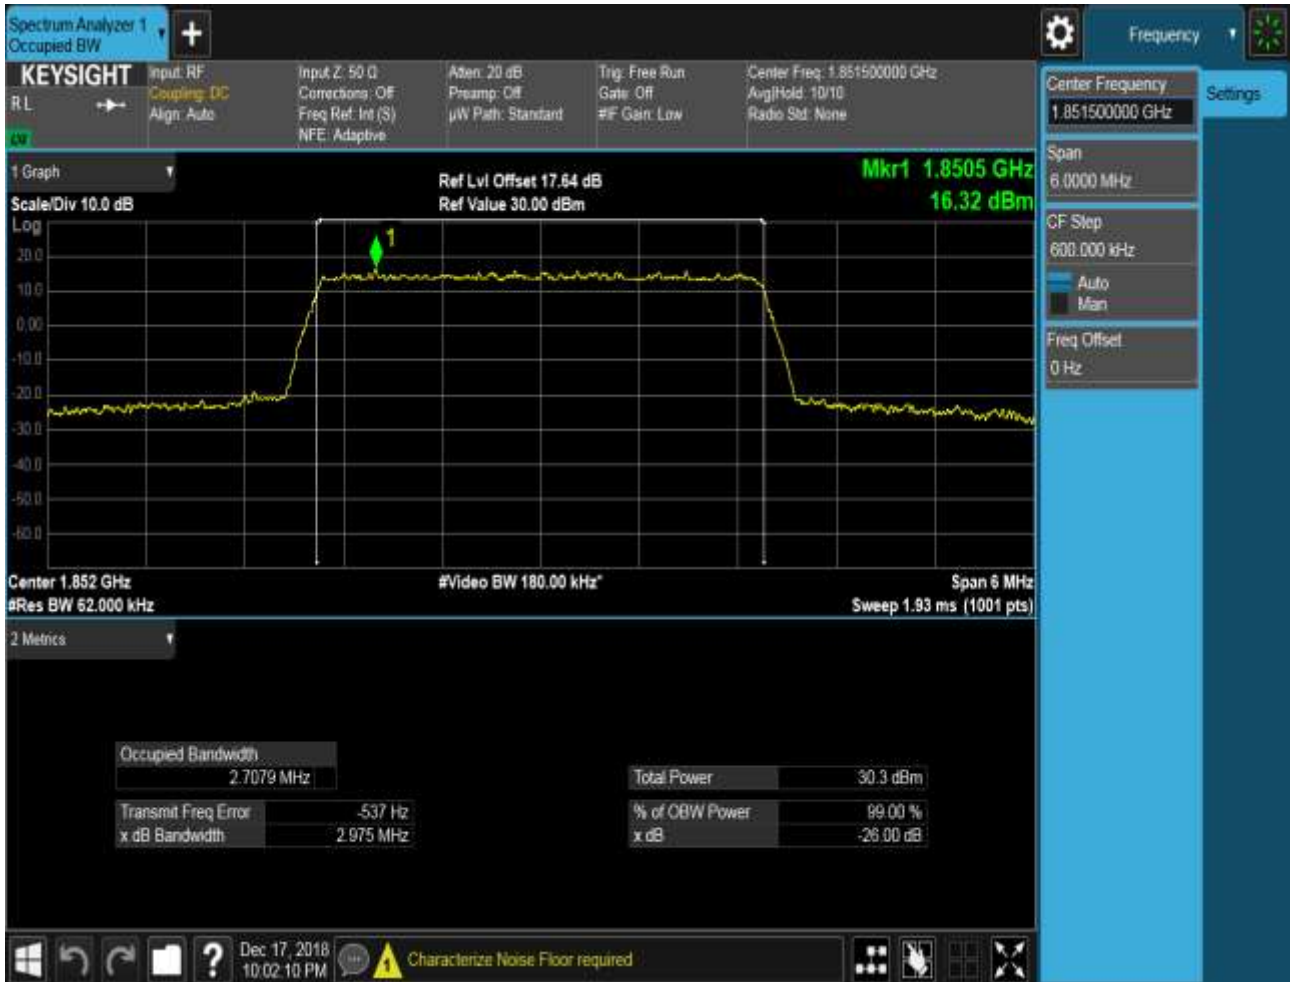 Spectrum Analyzer 1
Occupied BW
Frequency
KEYSIGHT
R L
Input: RF
Coupling: DC
Align: Auto
Input Z: 50 Ω
Corrections: Off
Freq Ref: Int (S)
NFE: Adaptive
Atten: 20 dB
Preamp: Off
µW Path: Standard
Trig: Free Run
Gate: Off
#IF Gain: Low
Center Freq: 1.851500000 GHz
Avg|Hold: 10/10
Radio Std: None
Center Frequency
1.851500000 GHz
Settings
Span
6.0000 MHz
CF Step
600.000 kHz
Auto
Man
Freq Offset
0 Hz
1 Graph
Scale/Div 10.0 dB
Ref Lvl Offset 17.64 dB
Ref Value 30.00 dBm
Mkr1 1.8505 GHz
16.32 dBm
Log
1
20.0
10.0
0.00
-10.0
-20.0
-30.0
-40.0
-50.0
-60.0
Center 1.852 GHz
#Video BW 180.00 kHz*
Span 6 MHz
#Res BW 62.000 kHz
Sweep 1.93 ms (1001 pts)
2 Metrics
Occupied Bandwidth
2.7079 MHz
Total Power 30.3 dBm
Transmit Freq Error -537 Hz
% of OBW Power 99.00 %
x dB Bandwidth 2.975 MHz
x dB -26.00 dB
?
Dec 17, 2018
10:02:10 PM
1
Characterize Noise Floor required